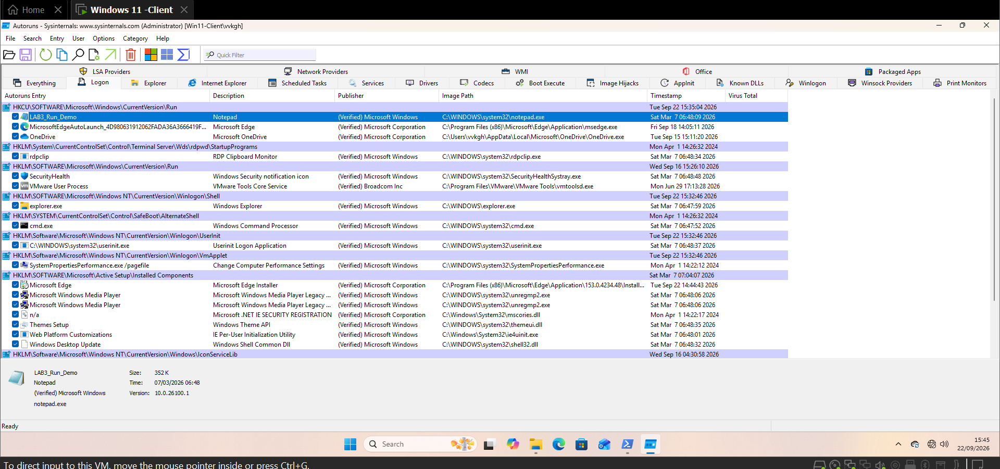 Home
Windows 11 -Client
Autoruns - Sysinternals: www.sysinternals.com (Administrator) [Win11-Client\vvkgh]
File Search Entry User Options Category Help
Quick Filter
LSA Providers Network Providers WMI Office Packaged Apps
Everything Logon Explorer Internet Explorer Scheduled Tasks Services Drivers Codecs Boot Execute Image Hijacks AppInit Known DLLs Winlogon Winsock Providers Print Monitors
Autoruns Entry Description Publisher Image Path Timestamp Virus Total
HKCU\SOFTWARE\Microsoft\Windows\CurrentVersion\Run Tue Sep 22 15:35:04 2026
LAB3_Run_Demo Notepad (Verified) Microsoft Windows C:\WINDOWS\system32\notepad.exe Sat Mar 7 06:48:09 2026
MicrosoftEdgeAutoLaunch_4D980631912062FADA36A3666419F... Microsoft Edge (Verified) Microsoft Corporation C:\Program Files (x86)\Microsoft\Edge\Application\msedge.exe Fri Sep 18 14:05:11 2026
OneDrive Microsoft OneDrive (Verified) Microsoft Corporation C:\Users\vvkgh\AppData\Local\Microsoft\OneDrive\OneDrive.exe Tue Sep 15 15:11:20 2026
HKLM\System\CurrentControlSet\Control\Terminal Server\Wds\rdpwd\StartupPrograms Mon Apr 1 14:26:32 2024
rdpclip RDP Clipboard Monitor (Verified) Microsoft Windows C:\WINDOWS\system32\rdpclip.exe Sat Mar 7 06:48:34 2026
HKLM\SOFTWARE\Microsoft\Windows\CurrentVersion\Run Wed Sep 16 15:26:10 2026
SecurityHealth Windows Security notification icon (Verified) Microsoft Windows C:\WINDOWS\system32\SecurityHealthSystray.exe Sat Mar 7 06:48:48 2026
VMware User Process VMware Tools Core Service (Verified) Broadcom Inc C:\Program Files\VMware\VMware Tools\vmtoolsd.exe Mon Jun 29 17:13:28 2026
HKLM\SOFTWARE\Microsoft\Windows NT\CurrentVersion\Winlogon\Shell Tue Sep 22 15:32:46 2026
explorer.exe Windows Explorer (Verified) Microsoft Windows C:\WINDOWS\explorer.exe Sat Mar 7 06:47:59 2026
HKLM\SYSTEM\CurrentControlSet\Control\SafeBoot\AlternateShell Mon Apr 1 14:26:32 2024
cmd.exe Windows Command Processor (Verified) Microsoft Windows C:\WINDOWS\system32\cmd.exe Sat Mar 7 06:47:52 2026
HKLM\Software\Microsoft\Windows NT\CurrentVersion\Winlogon\UserInit Tue Sep 22 15:32:46 2026
C:\WINDOWS\system32\userinit.exe Userinit Logon Application (Verified) Microsoft Windows C:\WINDOWS\system32\userinit.exe Sat Mar 7 06:48:37 2026
HKLM\Software\Microsoft\Windows NT\CurrentVersion\Winlogon\VmApplet Tue Sep 22 15:32:46 2026
SystemPropertiesPerformance.exe /pagefile Change Computer Performance Settings (Verified) Microsoft Windows C:\WINDOWS\system32\SystemPropertiesPerformance.exe Mon Apr 1 14:22:12 2024
HKLM\SOFTWARE\Microsoft\Active Setup\Installed Components Sat Mar 7 07:04:07 2026
Microsoft Edge Microsoft Edge Installer (Verified) Microsoft Corporation C:\Program Files (x86)\Microsoft\Edge\Application\153.0.4234.48\Install... Tue Sep 22 14:44:43 2026
Microsoft Windows Media Player Microsoft Windows Media Player Legacy ... (Verified) Microsoft Windows C:\WINDOWS\system32\unregmp2.exe Sat Mar 7 06:48:06 2026
Microsoft Windows Media Player Microsoft Windows Media Player Legacy ... (Verified) Microsoft Windows C:\WINDOWS\system32\unregmp2.exe Sat Mar 7 06:48:06 2026
n/a Microsoft .NET IE SECURITY REGISTRATION (Verified) Microsoft Corporation C:\Windows\System32\mscories.dll Mon Apr 1 14:22:17 2024
Themes Setup Windows Theme API (Verified) Microsoft Windows C:\WINDOWS\system32\themeui.dll Sat Mar 7 06:48:35 2026
Web Platform Customizations IE Per-User Initialization Utility (Verified) Microsoft Windows C:\Windows\System32\ie4uinit.exe Sat Mar 7 06:48:01 2026
Windows Desktop Update Windows Shell Common Dll (Verified) Microsoft Windows C:\WINDOWS\system32\shell32.dll Sat Mar 7 06:48:32 2026
HKLM\Software\Microsoft\Windows NT\CurrentVersion\Windows\IconServiceLib Wed Sep 16 04:30:58 2026
LAB3_Run_Demo Size: 352 K
Notepad Time: 07/03/2026 06:48
(Verified) Microsoft Windows Version: 10.0.26100.1
notepad.exe
Ready
Search
15:45
22/09/2026
To direct input to this VM, move the mouse pointer inside or press Ctrl+G.